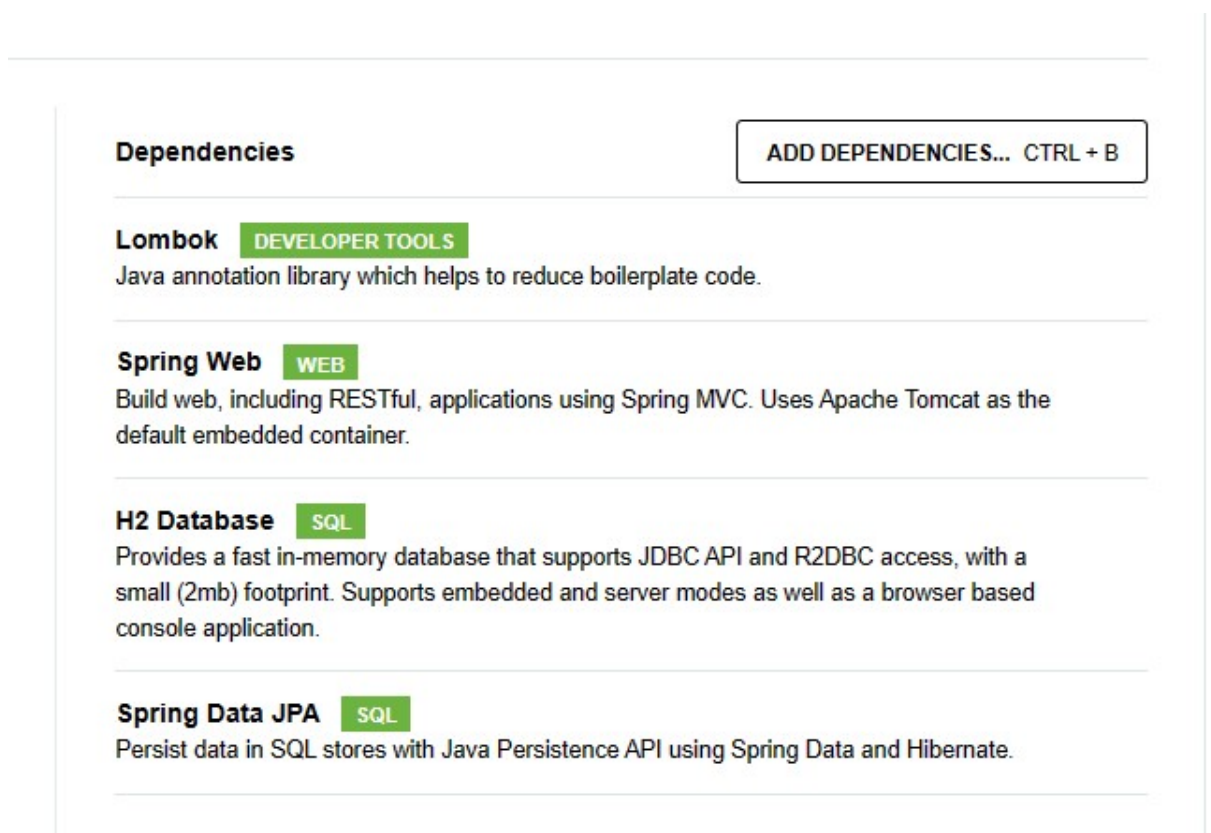 Dependencies
ADD DEPENDENCIES... CTRL + B
Lombok DEVELOPER TOOLS
Java annotation library which helps to reduce boilerplate code.
Spring Web WEB
Build web, including RESTful, applications using Spring MVC. Uses Apache Tomcat as the
default embedded container.
H2 Database SQL
Provides a fast in-memory database that supports JDBC API and R2DBC access, with a
small (2mb) footprint. Supports embedded and server modes as well as a browser based
console application.
Spring Data JPA SQL
Persist data in SQL stores with Java Persistence API using Spring Data and Hibernate.